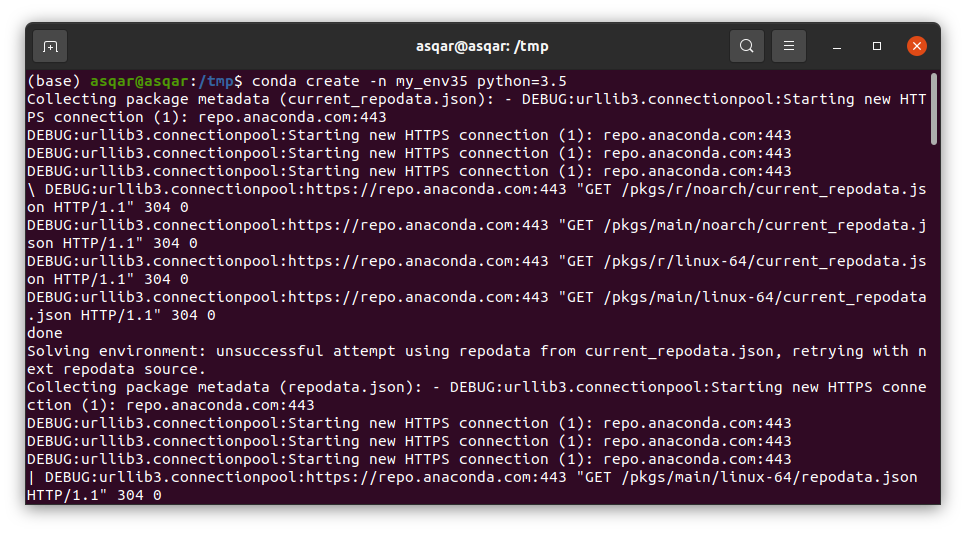 asqar@asqar: /tmp
(base) asqar@asqar:/tmp$ conda create -n my_env35 python=3.5
Collecting package metadata (current_repodata.json): - DEBUG:urllib3.connectionpool:Starting new HTT
PS connection (1): repo.anaconda.com:443
DEBUG:urllib3.connectionpool:Starting new HTTPS connection (1): repo.anaconda.com:443
DEBUG:urllib3.connectionpool:Starting new HTTPS connection (1): repo.anaconda.com:443
DEBUG:urllib3.connectionpool:Starting new HTTPS connection (1): repo.anaconda.com:443
\ DEBUG:urllib3.connectionpool:https://repo.anaconda.com:443 "GET /pkgs/r/noarch/current_repodata.js
on HTTP/1.1" 304 0
DEBUG:urllib3.connectionpool:https://repo.anaconda.com:443 "GET /pkgs/main/noarch/current_repodata.j
son HTTP/1.1" 304 0
DEBUG:urllib3.connectionpool:https://repo.anaconda.com:443 "GET /pkgs/r/linux-64/current_repodata.js
on HTTP/1.1" 304 0
DEBUG:urllib3.connectionpool:https://repo.anaconda.com:443 "GET /pkgs/main/linux-64/current_repodata
.json HTTP/1.1" 304 0
done
Solving environment: unsuccessful attempt using repodata from current_repodata.json, retrying with n
ext repodata source.
Collecting package metadata (repodata.json): - DEBUG:urllib3.connectionpool:Starting new HTTPS conne
ction (1): repo.anaconda.com:443
DEBUG:urllib3.connectionpool:Starting new HTTPS connection (1): repo.anaconda.com:443
DEBUG:urllib3.connectionpool:Starting new HTTPS connection (1): repo.anaconda.com:443
DEBUG:urllib3.connectionpool:Starting new HTTPS connection (1): repo.anaconda.com:443
| DEBUG:urllib3.connectionpool:https://repo.anaconda.com:443 "GET /pkgs/main/linux-64/repodata.json
HTTP/1.1" 304 0